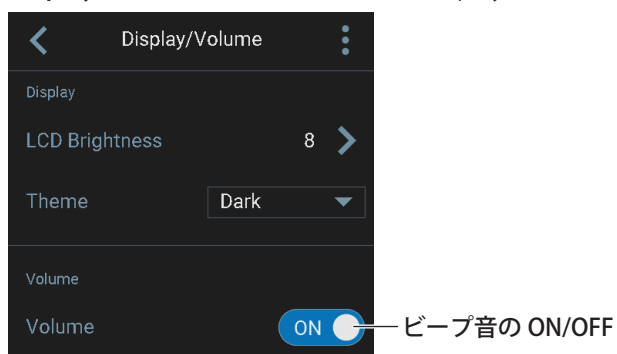 Display/Volume
Display
LCD Brightness 8
Theme Dark
Volume
Volume ON ビープ音の ON/OFF